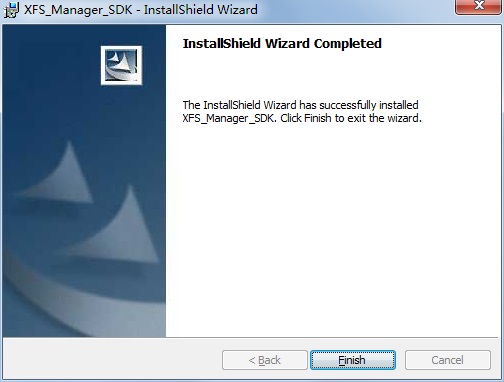 XFS_Manager_SDK - InstallShield Wizard
InstallShield Wizard Completed
The InstallShield Wizard has successfully installed
XFS_Manager_SDK. Click Finish to exit the wizard.
< Back
Finish
Cancel